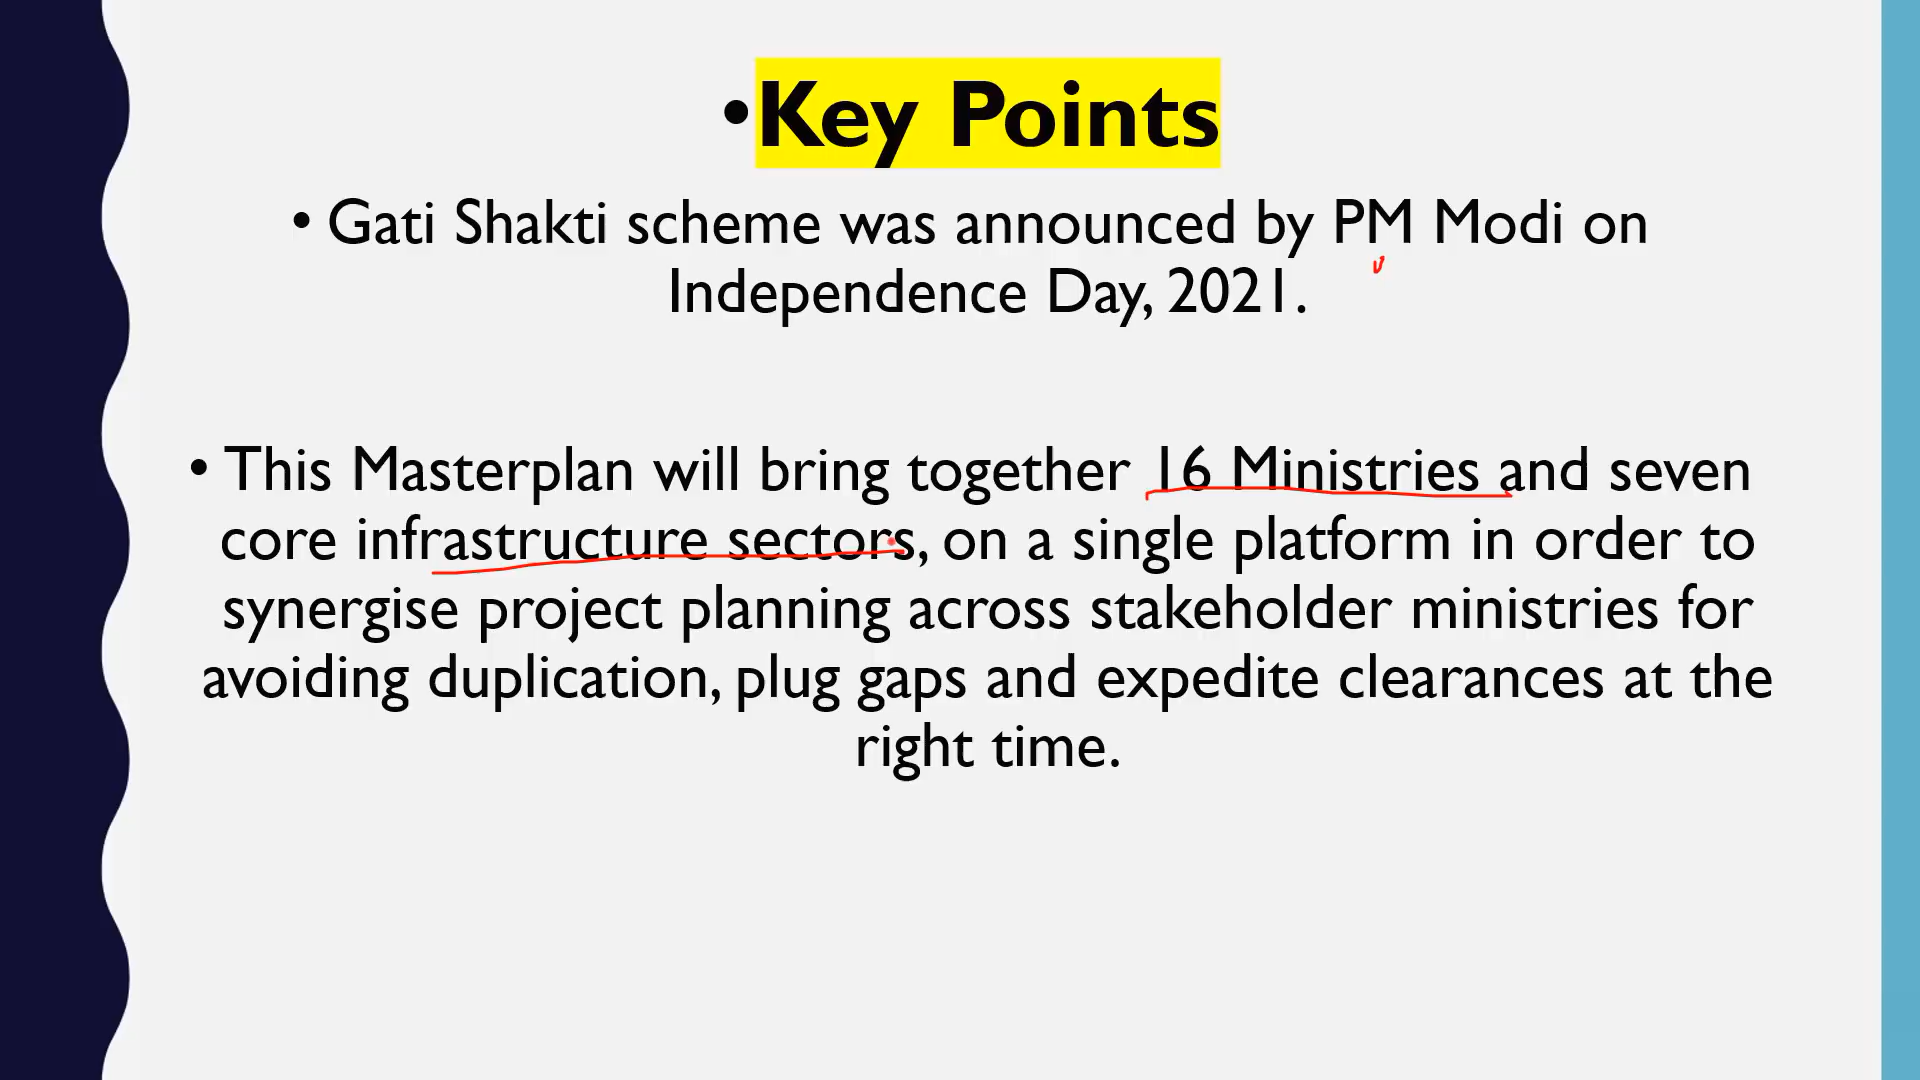 •Key Points
• Gati Shakti scheme was announced by PM Modi on
Independence Day, 2021.
• This Masterplan will bring together 16 Ministries and seven
core infrastructure sectors, on a single platform in order to
synergise project planning across stakeholder ministries for
avoiding duplication, plug gaps and expedite clearances at the
right time.